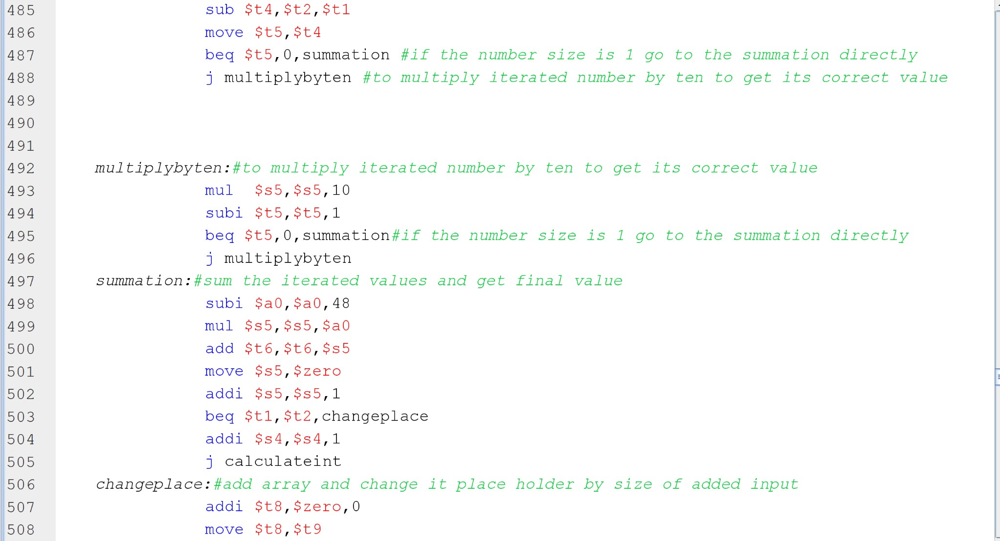 485 sub $t4,$t2,$t1
486 move $t5,$t4
487 beq $t5,0,summation #if the number size is 1 go to the summation directly
488 j multiplybyten #to multiply iterated number by ten to get its correct value
489
490
491
492 multiplybyten:#to multiply iterated number by ten to get its correct value
493 mul  $s5,$s5,10
494 subi $t5,$t5,1
495 beq $t5,0,summation#if the number size is 1 go to the summation directly
496 j multiplybyten
497 summation:#sum the iterated values and get final value
498 subi $a0,$a0,48
499 mul $s5,$s5,$a0
500 add $t6,$t6,$s5
501 move $s5,$zero
502 addi $s5,$s5,1
503 beq $t1,$t2,changeplace
504 addi $s4,$s4,1
505 j calculateint
506 changeplace:#add array and change it place holder by size of added input
507 addi $t8,$zero,0
508 move $t8,$t9